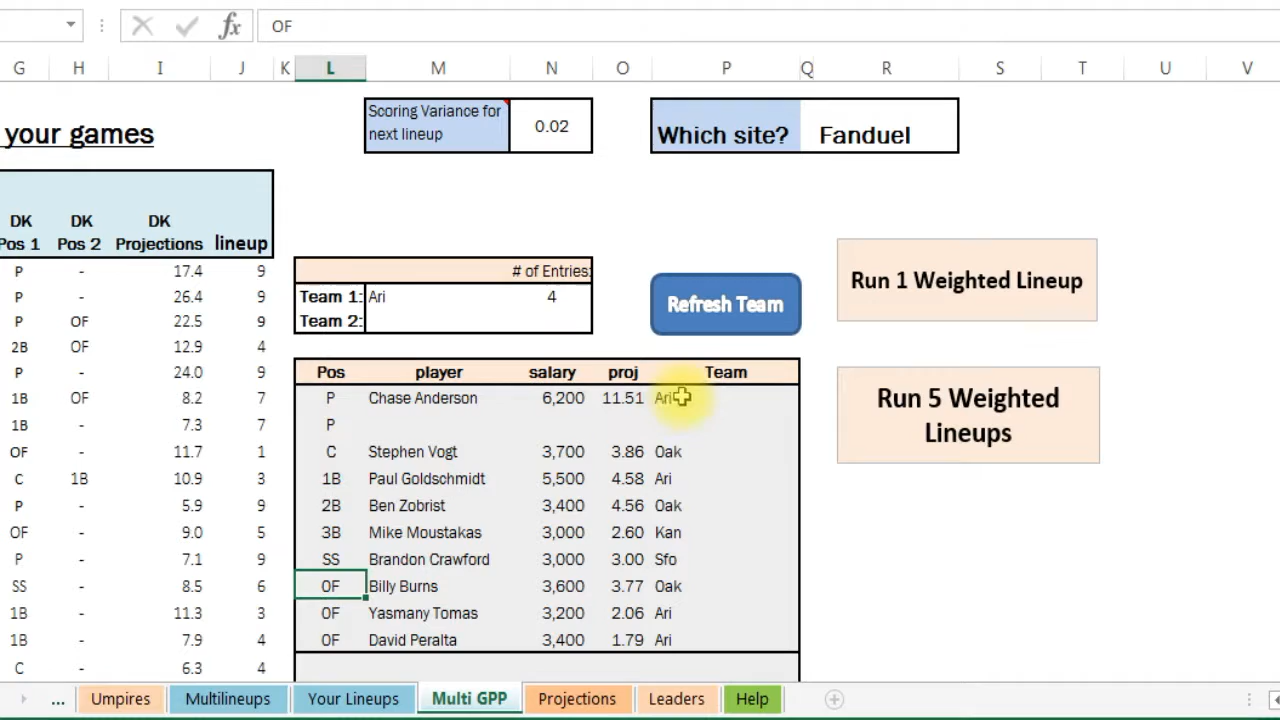 fx OF
G H I J K L M N O P Q R S T U V
your games
Scoring Variance for
next lineup
0.02
Which site? Fanduel
DK DK DK
Pos 1 Pos 2 Projections lineup
P - 17.4 9
P - 26.4 9
P OF 22.5 9
2B OF 12.9 4
P - 24.0 9
1B OF 8.2 7
1B - 7.3 7
OF - 11.7 1
C 1B 10.9 3
P - 5.9 9
OF - 9.0 5
P - 7.1 9
SS - 8.5 6
1B - 11.3 3
1B - 7.9 4
C - 6.3 4
# of Entries:
Team 1: Ari 4
Team 2:
Refresh Team
Run 1 Weighted Lineup
Run 5 Weighted
Lineups
Pos player salary proj Team
P Chase Anderson 6,200 11.51 Ari
P
C Stephen Vogt 3,700 3.86 Oak
1B Paul Goldschmidt 5,500 4.58 Ari
2B Ben Zobrist 3,400 4.56 Oak
3B Mike Moustakas 3,000 2.60 Kan
SS Brandon Crawford 3,000 3.00 Sfo
OF Billy Burns 3,600 3.77 Oak
OF Yasmany Tomas 3,200 2.06 Ari
OF David Peralta 3,400 1.79 Ari
... Umpires Multilineups Your Lineups Multi GPP Projections Leaders Help